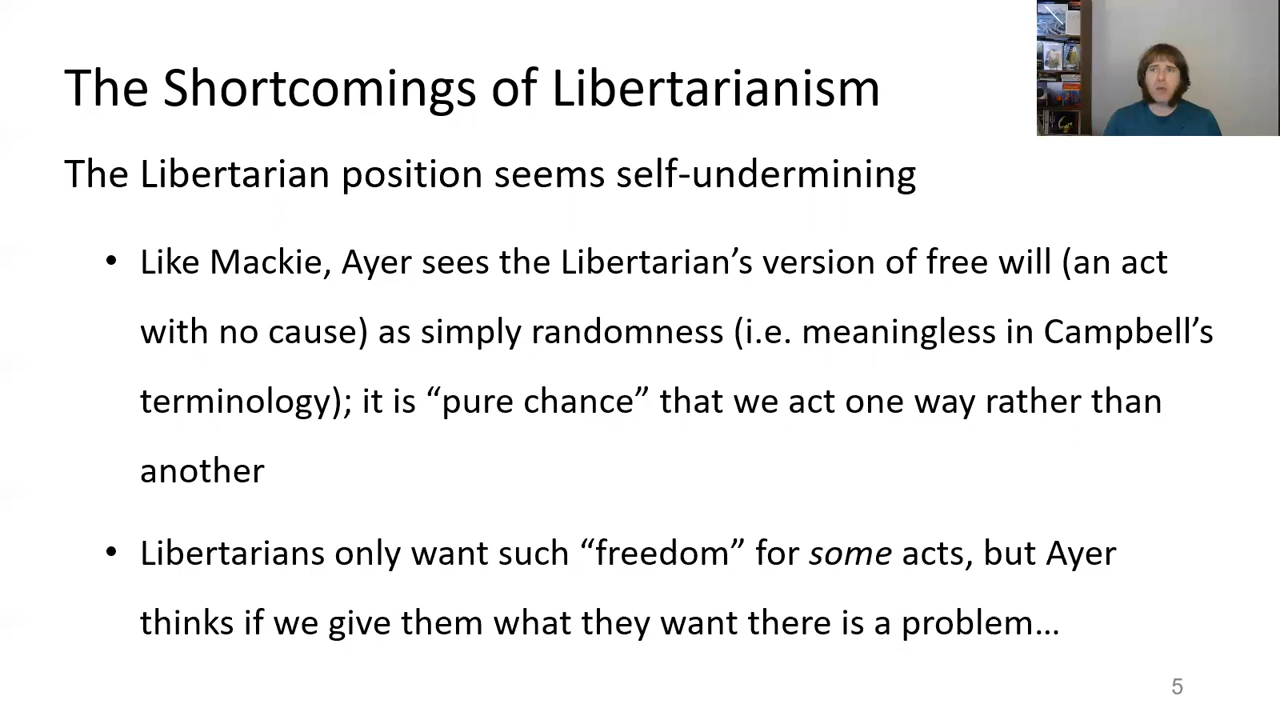 The Shortcomings of Libertarianism
The Libertarian position seems self-undermining
• Like Mackie, Ayer sees the Libertarian’s version of free will (an act
with no cause) as simply randomness (i.e. meaningless in Campbell’s
terminology); it is “pure chance” that we act one way rather than
another
• Libertarians only want such “freedom” for some acts, but Ayer
thinks if we give them what they want there is a problem…
5